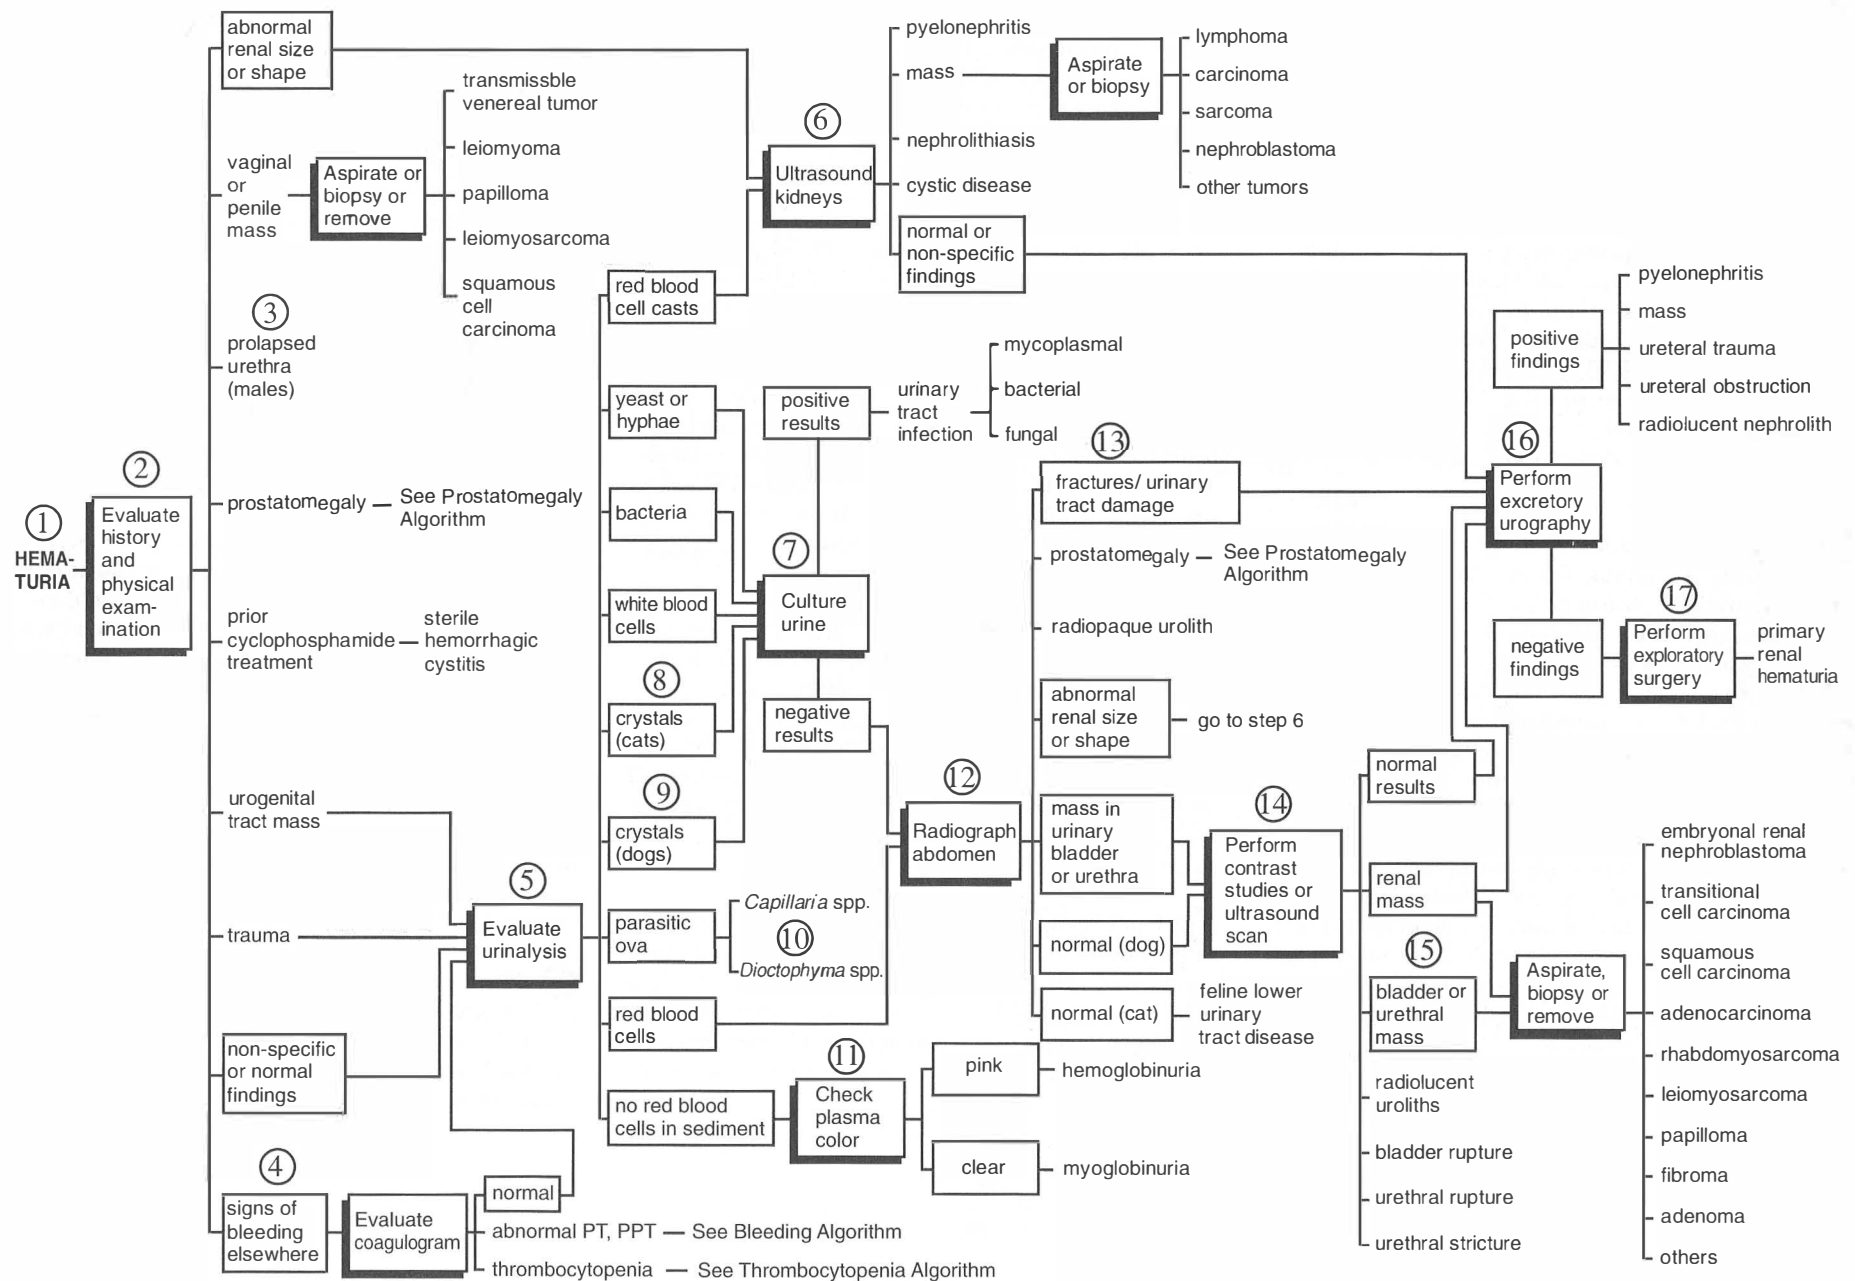 1
HEMA-
TURIA
2
Evaluate
history
and
physical
exam-
ination
abnormal
renal size
or shape
vaginal
or
penile
mass
Aspirate or
biopsy or
remove
transmissble
venereal tumor
leiomyoma
papilloma
leiomyosarcoma
squamous
cell
carcinoma
3
prolapsed
urethra
(males)
prostatomegaly
See Prostatomegaly
Algorithm
prior
cyclophosphamide
treatment
sterile
hemorrhagic
cystitis
urogenital
tract mass
trauma
non-specific
or normal
findings
4
signs of
bleeding
elsewhere
Evaluate
coagulogram
normal
abnormal PT, PPT
See Bleeding Algorithm
thrombocytopenia
See Thrombocytopenia Algorithm
5
Evaluate
urinalysis
red blood
cell casts
yeast or
hyphae
bacteria
white blood
cells
8
crystals
(cats)
9
crystals
(dogs)
parasitic
ova
Capillaria spp.
10
Dioctophyma spp.
red blood
cells
no red blood
cells in sediment
11
Check
plasma
color
pink
hemoglobinuria
clear
myoglobinuria
6
Ultrasound
kidneys
pyelonephritis
mass
Aspirate
or biopsy
lymphoma
carcinoma
sarcoma
nephroblastoma
other tumors
nephrolithiasis
cystic disease
normal or
non-specific
findings
7
Culture
urine
positive
results
urinary
tract
infection
mycoplasmal
bacterial
fungal
negative
results
12
Radiograph
abdomen
13
fractures/ urinary
tract damage
prostatomegaly
See Prostatomegaly
Algorithm
radiopaque urolith
abnormal
renal size
or shape
go to step 6
mass in
urinary
bladder
or urethra
normal (dog)
normal (cat)
feline lower
urinary
tract disease
14
Perform
contrast
studies or
ultrasound
scan
normal
results
renal
mass
15
bladder or
urethral
mass
radiolucent
uroliths
bladder rupture
urethral rupture
urethral stricture
Aspirate,
biopsy or
remove
embryonal renal
nephroblastoma
transitional
cell carcinoma
squamous
cell carcinoma
adenocarcinoma
rhabdomyosarcoma
leiomyosarcoma
papilloma
fibroma
adenoma
others
16
Perform
excretory
urography
positive
findings
pyelonephritis
mass
ureteral trauma
ureteral obstruction
radiolucent nephrolith
negative
findings
17
Perform
exploratory
surgery
primary
renal
hematuria